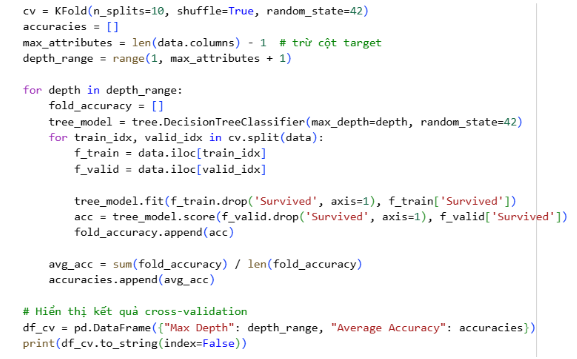 cv = KFold(n_splits=10, shuffle=True, random_state=42)
accuracies = []
max_attributes = len(data.columns) - 1  # trừ cột target
depth_range = range(1, max_attributes + 1)

for depth in depth_range:
    fold_accuracy = []
    tree_model = tree.DecisionTreeClassifier(max_depth=depth, random_state=42)
    for train_idx, valid_idx in cv.split(data):
        f_train = data.iloc[train_idx]
        f_valid = data.iloc[valid_idx]

        tree_model.fit(f_train.drop('Survived', axis=1), f_train['Survived'])
        acc = tree_model.score(f_valid.drop('Survived', axis=1), f_valid['Survived'])
        fold_accuracy.append(acc)

    avg_acc = sum(fold_accuracy) / len(fold_accuracy)
    accuracies.append(avg_acc)

# Hiển thị kết quả cross-validation
df_cv = pd.DataFrame({"Max Depth": depth_range, "Average Accuracy": accuracies})
print(df_cv.to_string(index=False))